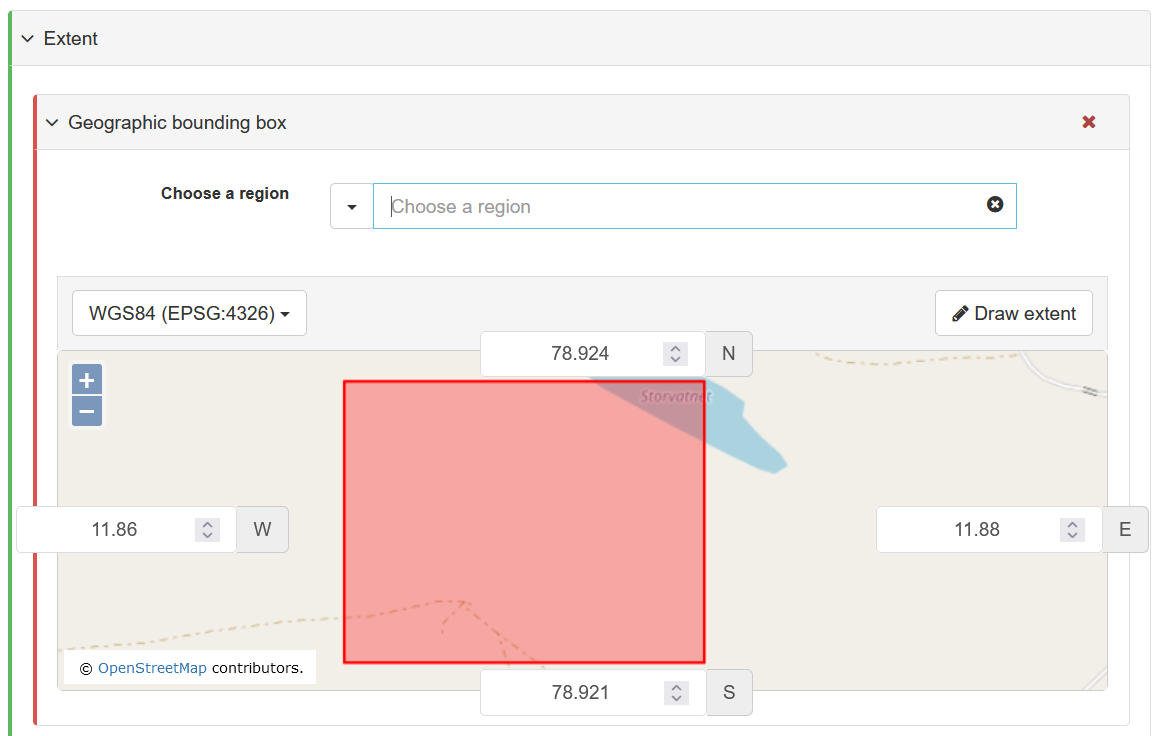 Extent
Geographic bounding box
Choose a region
Choose a region
WGS84 (EPSG:4326)
Draw extent
78.924 N
Storvatnet
11.86 W
11.88 E
© OpenStreetMap contributors.
78.921 S